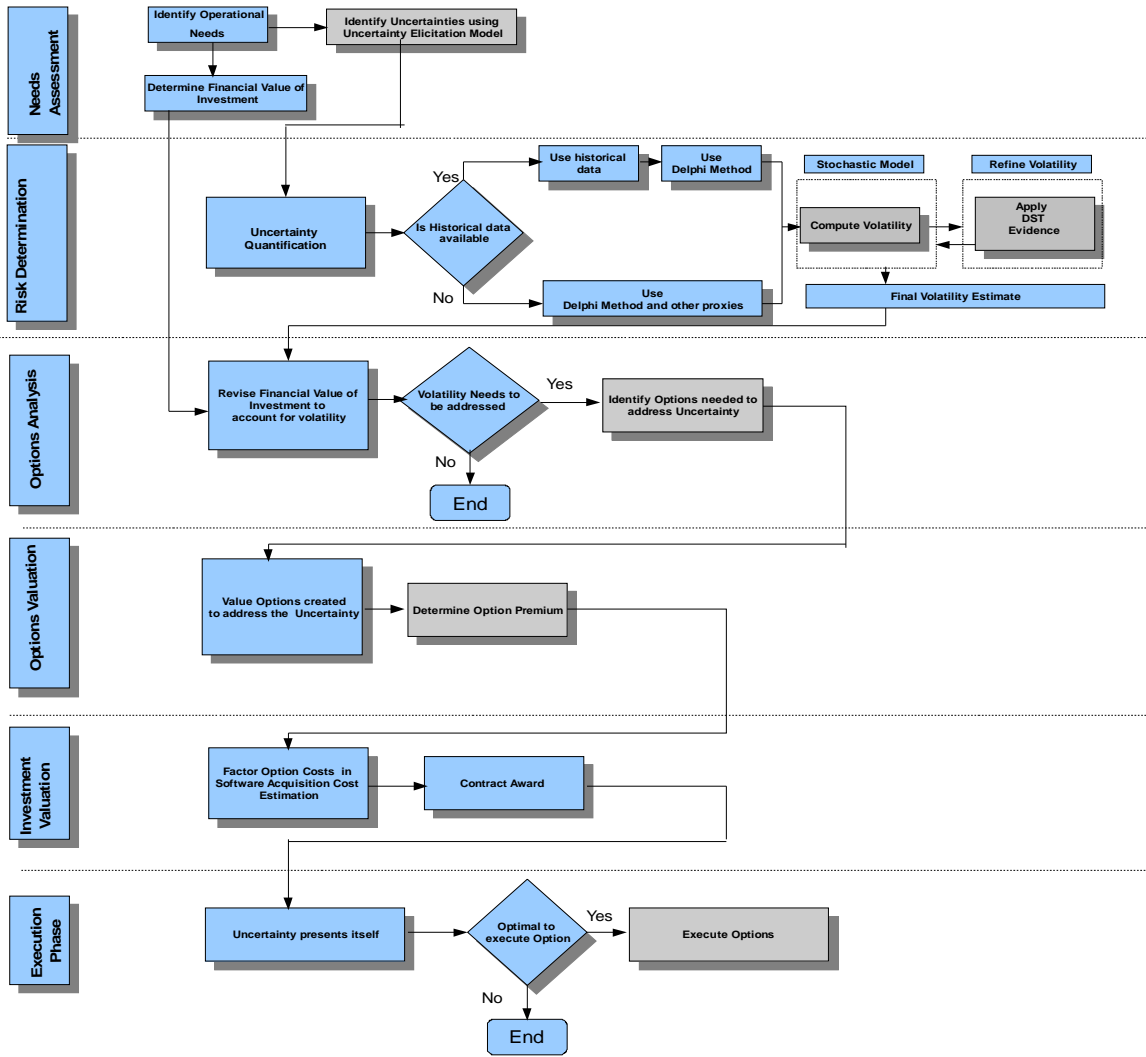 Needs
Assessment
Identify Operational
Needs
Identify Uncertainties using
Uncertainty Elicitation Model
Determine Financial Value of
Investment
Risk Determination
Uncertainty
Quantification
Is Historical data
available
Yes
No
Use historical
data
Use
Delphi Method
Use
Delphi Method and other proxies
Stochastic Model
Compute Volatility
Refine Volatility
Apply
DST
Evidence
Final Volatility Estimate
Options Analysis
Revise Financial Value of
Investment to
account for volatility
Volatility Needs to
be addressed
Yes
No
End
Identify Options needed to
address Uncertainty
Options Valuation
Value Options created
to address the Uncertainty
Determine Option Premium
Investment
Valuation
Factor Option Costs in
Software Acquisition Cost
Estimation
Contract Award
Execution
Phase
Uncertainty presents itself
Optimal to
execute Option
Yes
No
End
Execute Options